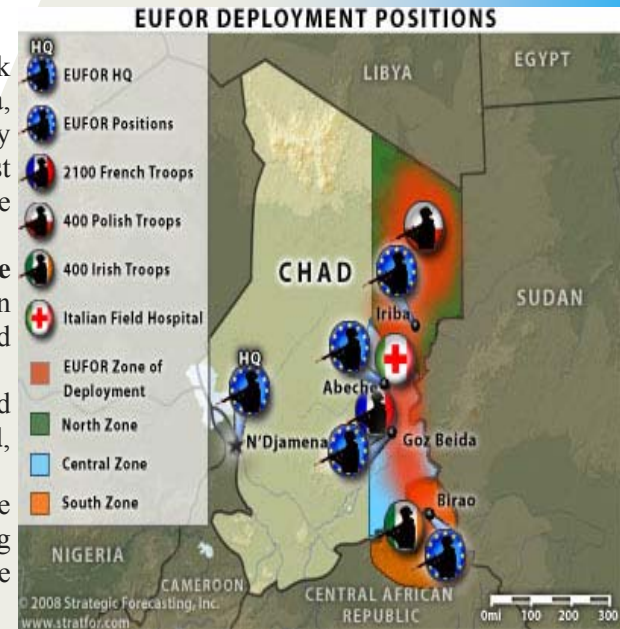 EUFOR DEPLOYMENT POSITIONS
HQ
EUFOR HQ
EUFOR Positions
2100 French Troops
400 Polish Troops
400 Irish Troops
Italian Field Hospital
EUFOR Zone of
Deployment
North Zone
Central Zone
South Zone
LIBYA
EGYPT
CHAD
SUDAN
Iriba
Abeche
HQ
N'Djamena
Goz Beida
Birao
NIGERIA
CAMEROON
CENTRAL AFRICAN
REPUBLIC
0mi 100 200 300
© 2008 Strategic Forecasting, Inc.
www.stratfor.com